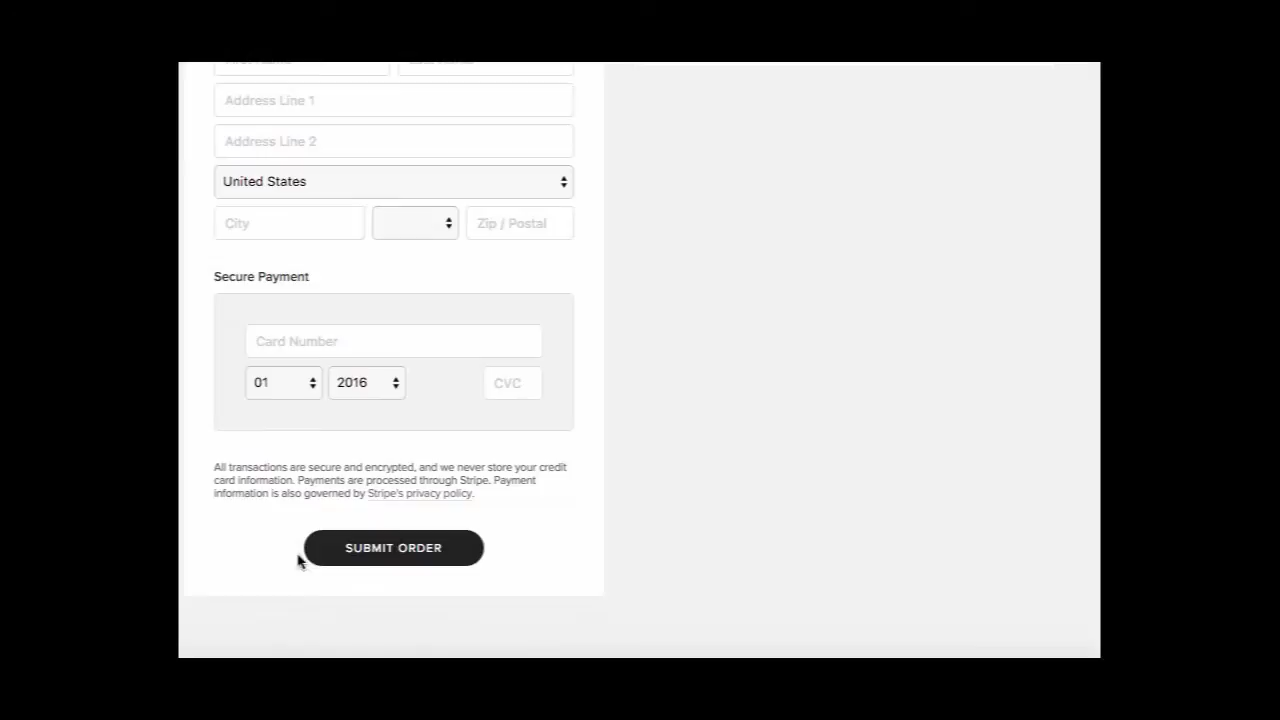 Address Line 1
Address Line 2
United States
City
Zip / Postal
Secure Payment
Card Number
01
2016
CVC
All transactions are secure and encrypted, and we never store your credit
card information. Payments are processed through Stripe. Payment
information is also governed by Stripe's privacy policy.
SUBMIT ORDER